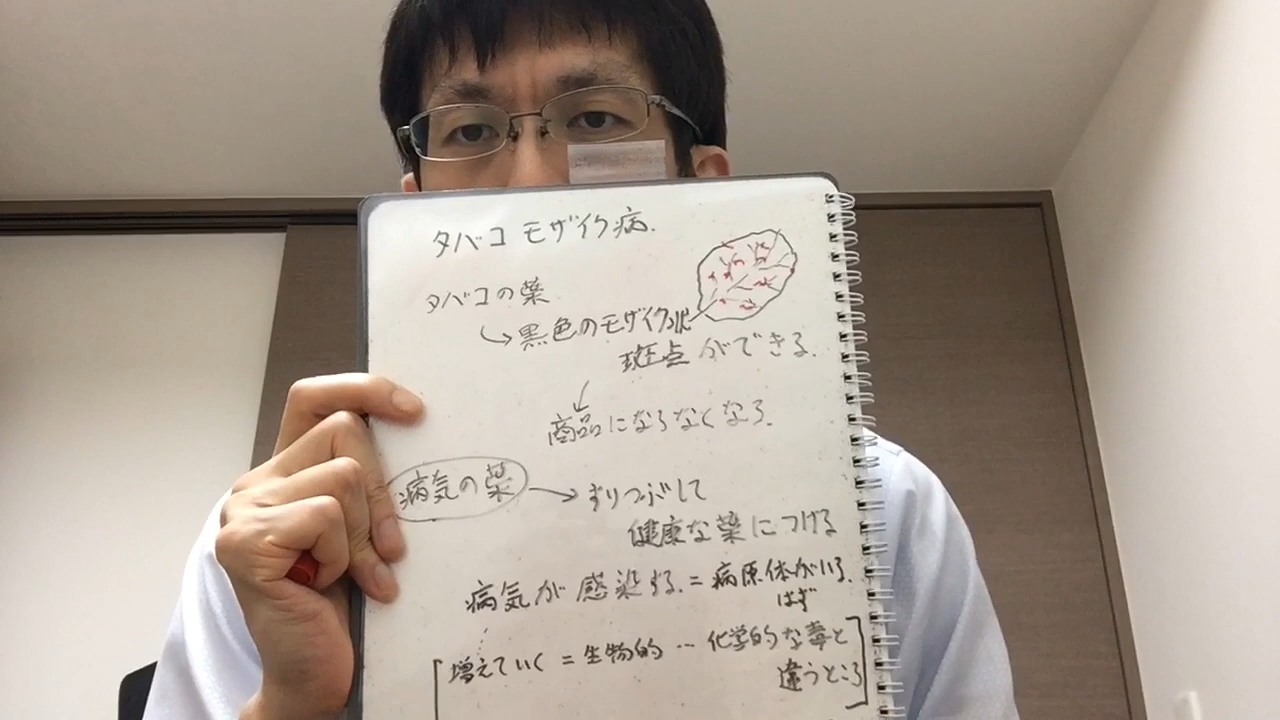 タバコモザイク病.
タバコの葉
↳黒色のモザイク状
斑点ができる.
↓
商品にならなくなる.
病気の葉 → すりつぶして
健康な葉につける
病気が感染する. = 病原体がいる.
はず
[増えていく = 生物的 … 化学的な毒と
違うところ]